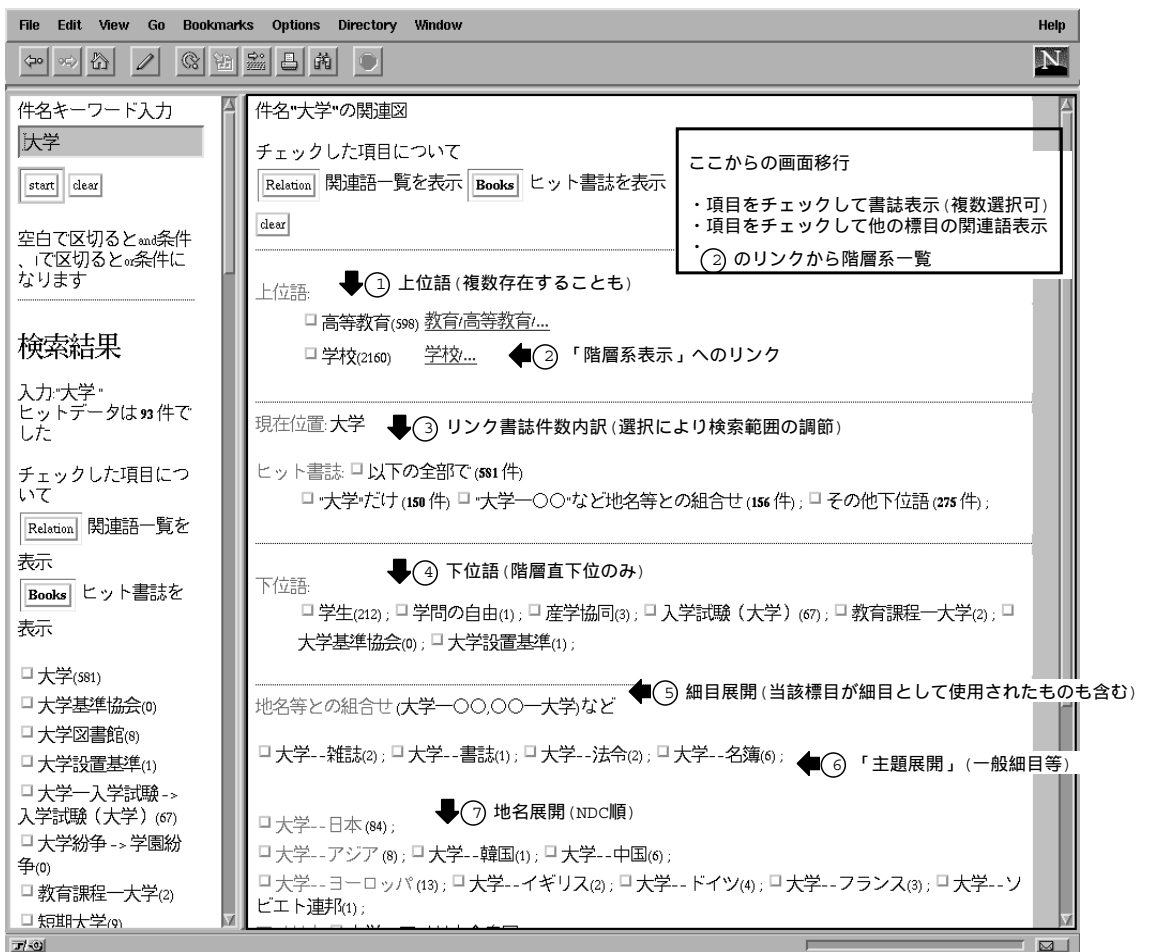 File Edit View Go Bookmarks Options Directory Window Help
N
件名キーワード入力
大学
start clear
空白で区切るとand条件
、|で区切るとor条件に
なります
検索結果
入力:"大学 "
ヒットデータは 93 件で
した
チェックした項目につ
いて
Relation 関連語一覧を
表示
Books ヒット書誌を
表示
大学(581)
大学基準協会(0)
大学図書館(8)
大学設置基準(1)
大学―入学試験 ->
入学試験（大学）(67)
大学紛争 -> 学園紛
争(0)
教育課程―大学(2)
短期大学(9)
件名"大学"の関連図
チェックした項目について
Relation 関連語一覧を表示 Books ヒット書誌を表示
clear
ここからの画面移行
・項目をチェックして書誌表示(複数選択可)
・項目をチェックして他の標目の関連語表示
・
② のリンクから階層系一覧
① 上位語(複数存在することも)
上位語:
高等教育(598) 教育/高等教育/...
学校(2160) 学校/...
② 「階層系表示」へのリンク
現在位置: 大学
③ リンク書誌件数内訳(選択により検索範囲の調節)
ヒット書誌: 以下の全部で (581 件)
"大学"だけ (150 件) "大学―○○"など地名等との組合せ (156 件) ; その他下位語 (275 件) ;
④ 下位語(階層直下位のみ)
下位語:
学生(212) ; 学問の自由(1) ; 産学協同(3) ; 入学試験（大学）(67) ; 教育課程―大学(2) ;
大学基準協会(0) ; 大学設置基準(1) ;
⑤ 細目展開(当該標目が細目として使用されたものも含む)
地名等との組合せ (大学―○○,○○―大学)など
大学--雑誌(2) ; 大学--書誌(1) ; 大学--法令(2) ; 大学--名簿(6) ;
⑥ 「主題展開」(一般細目等)
⑦ 地名展開(NDC順)
大学--日本 (84) ;
大学--アジア (8) ; 大学--韓国(1) ; 大学--中国(6) ;
大学--ヨーロッパ (13) ; 大学--イギリス(2) ; 大学--ドイツ(4) ; 大学--フランス(3) ; 大学--ソ
ビエト連邦(1) ;